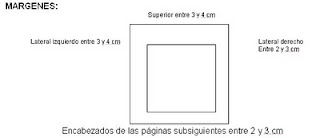 MARGENES:
Superior entre 3 y 4 cm
Lateral izquierdo entre 3 y 4 cm
Lateral derecho
Entre 2 y 3 cm
Encabezados de las páginas subsiguientes entre 2 y 3 cm